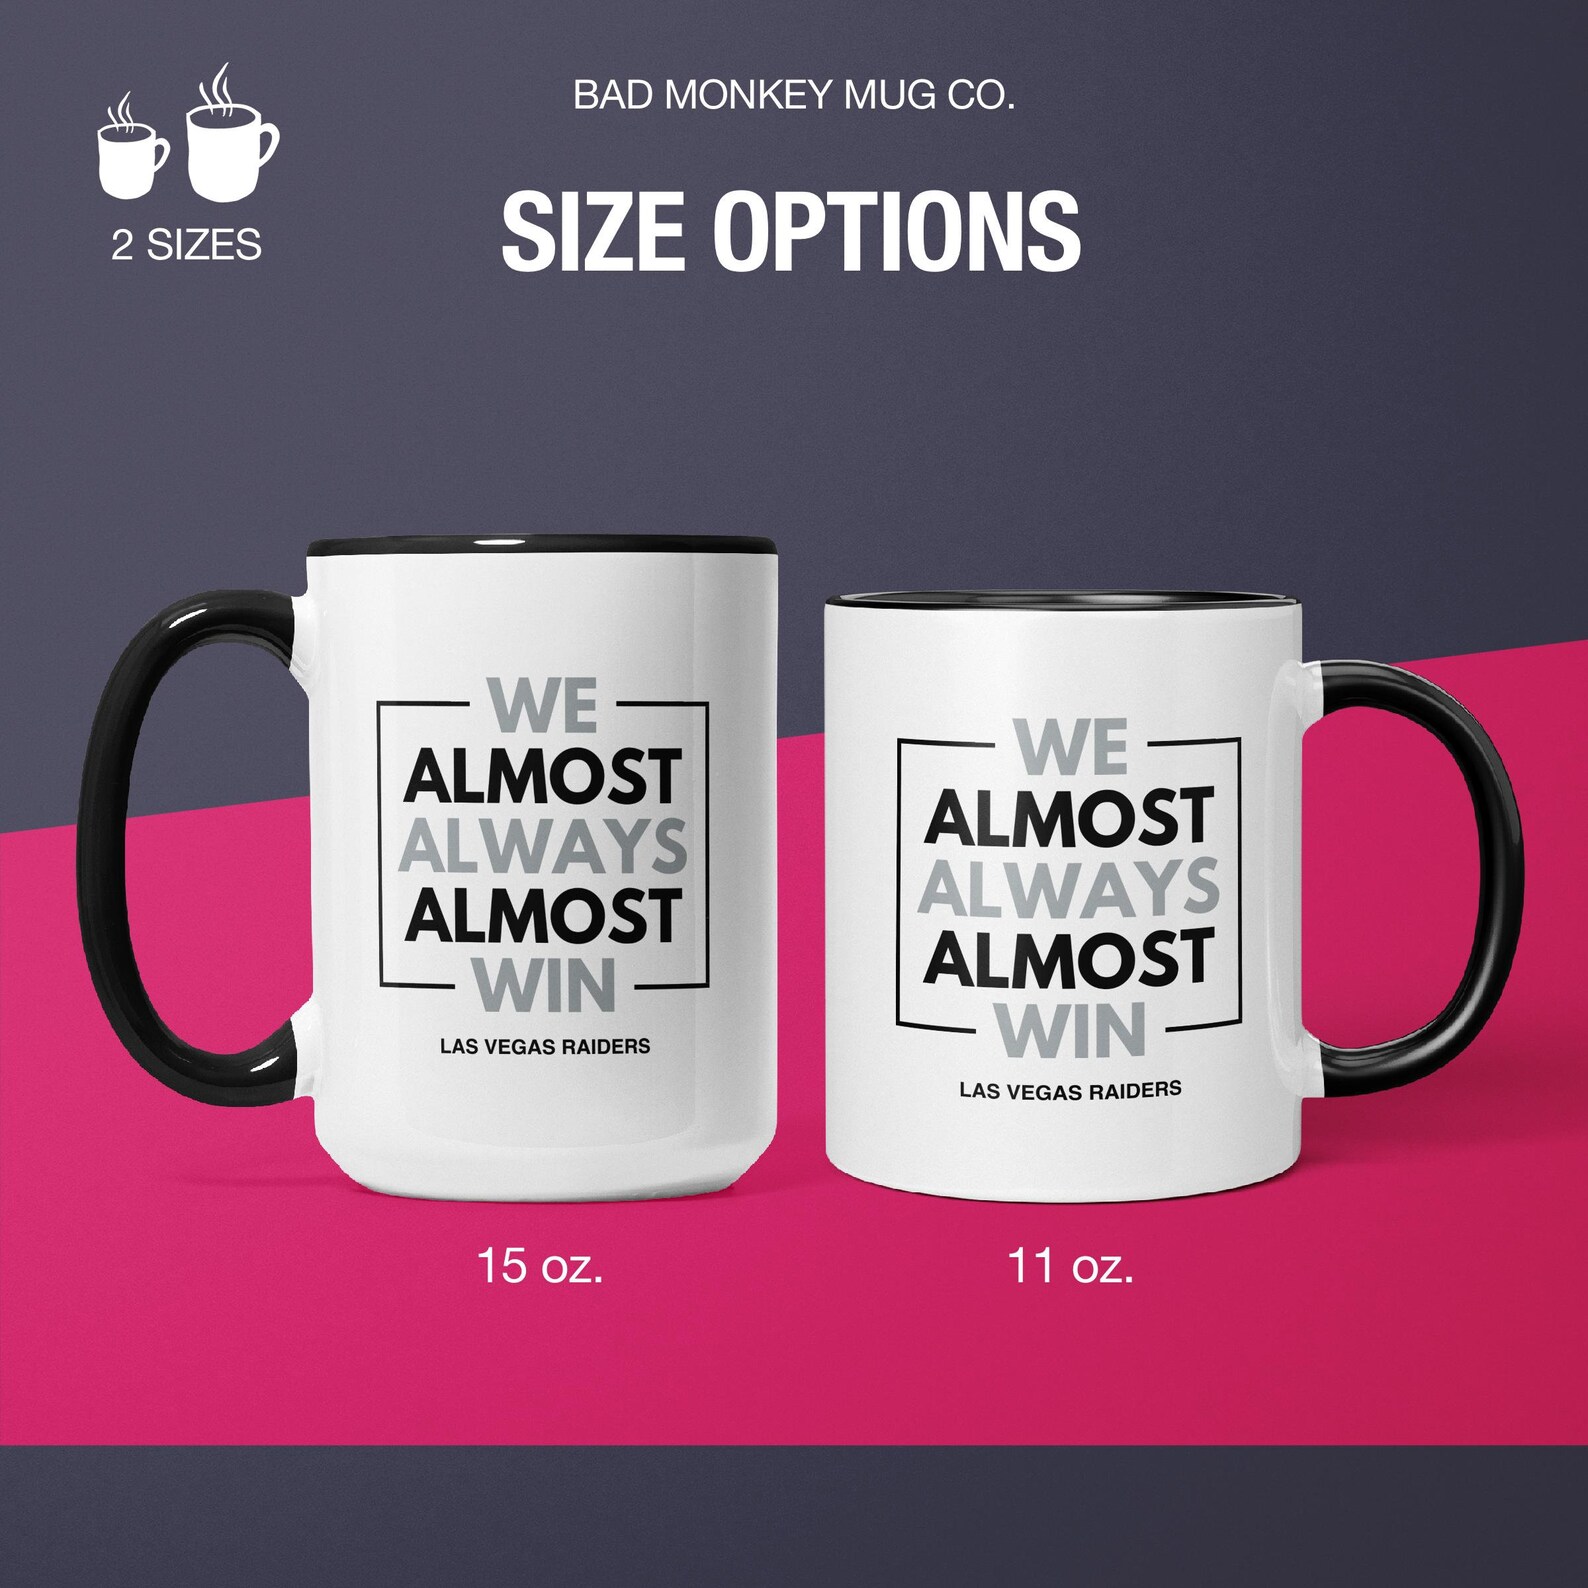 BAD MONKEY MUG CO.
SIZE OPTIONS
2 SIZES
WE
ALMOST
ALWAYS
ALMOST
WIN
LAS VEGAS RAIDERS
15 oz.
WE
ALMOST
ALWAYS
ALMOST
WIN
LAS VEGAS RAIDERS
11 oz.